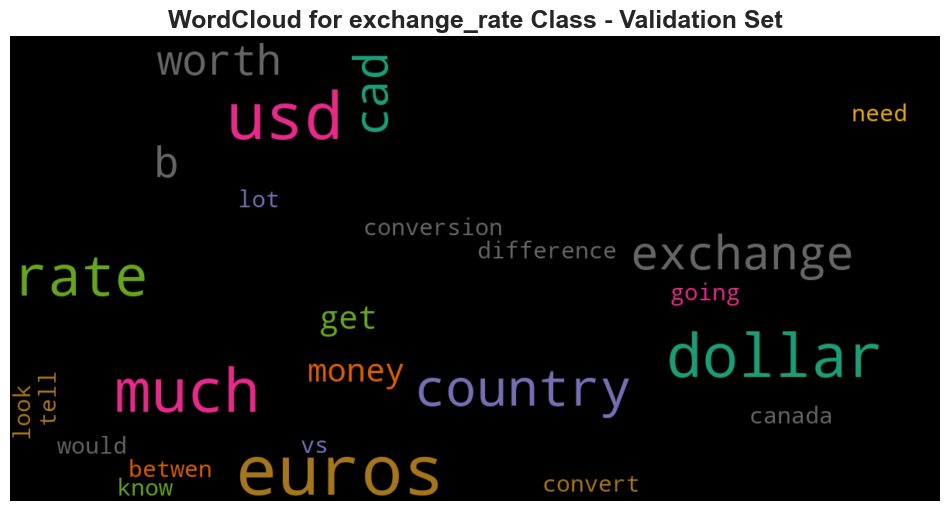 WordCloud for exchange_rate Class - Validation Set
worth
cad
usd
need
b
lot
conversion
difference
exchange
rate
going
get
dollar
money
much
country
look
tell
canada
would
vs
betwen
euros
know
convert